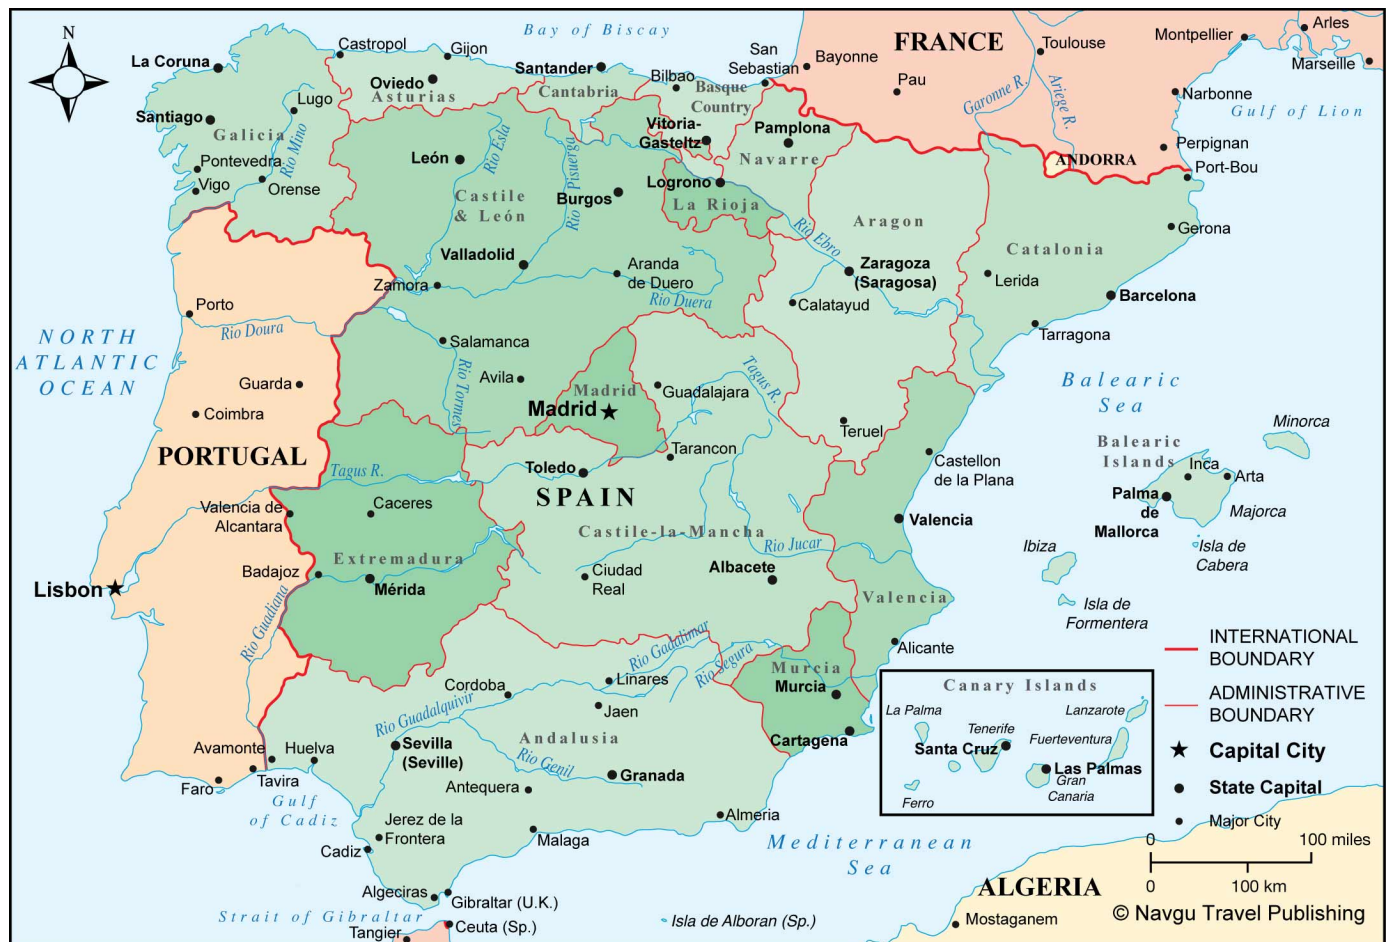 N
Bay of Biscay
FRANCE
Arles
Montpellier
Marseille
Toulouse
Castropol
Gijon
San
Sebastian
Bayonne
La Coruna
Santander
Bilbao
Pau
Oviedo
Asturias
Cantabria
Basque
Country
Garonne R.
Ariege R.
Narbonne
Gulf of Lion
Lugo
Santiago
Galicia
Rio Mino
Rio Esla
Rio Pisuerga
Vitoria-
Gasteltz
Pamplona
Navarre
Perpignan
ANDORRA
Port-Bou
Pontevedra
Vigo
Orense
León
Castile
& León
Burgos
Logrono
La Rioja
Rio Ebro
Aragon
Catalonia
Gerona
Valladolid
Zamora
Aranda
de Duero
Rio Duera
Zaragoza
(Saragosa)
Calatayud
Lerida
Barcelona
Tarragona
Porto
Rio Doura
NORTH
ATLANTIC
OCEAN
Salamanca
Rio Tormes
Avila
Madrid
Madrid
Guadalajara
Tagus R.
Guarda
Coimbra
PORTUGAL
Balearic
Sea
Teruel
Minorca
Balearic
Islands
Inca
Arta
Palma
de
Mallorca
Majorca
Isla de
Cabera
Tarancon
Toledo
Tagus R.
SPAIN
Castellon
de la Plana
Valencia de
Alcantara
Caceres
Valencia
Castile-la-Mancha
Rio Jucar
Ibiza
Isla de
Formentera
Extremadura
Badajoz
Mérida
Ciudad
Real
Albacete
Valencia
Lisbon
Rio Guadiana
Alicante
Rio Gadalimar
Rio Segura
Murcia
Murcia
Cartagena
Linares
Cordoba
Jaen
Rio Guadalquivir
Andalusia
Rio Genil
Sevilla
(Seville)
Granada
Antequera
Avamonte
Huelva
Tavira
Faro
Gulf
of Cadiz
Jerez de la
Frontera
Cadiz
Malaga
Almeria
Algeciras
Gibraltar (U.K.)
Strait of Gibraltar
Ceuta (Sp.)
Tangier
Isla de Alboran (Sp.)
Mediterranean
Sea
ALGERIA
Mostaganem
Canary Islands
La Palma
Lanzarote
Tenerife
Fuerteventura
Santa Cruz
Las Palmas
Gran
Canaria
Ferro
INTERNATIONAL
BOUNDARY
ADMINISTRATIVE
BOUNDARY
Capital City
State Capital
Major City
0 100 miles
0 100 km
© Navgu Travel Publishing